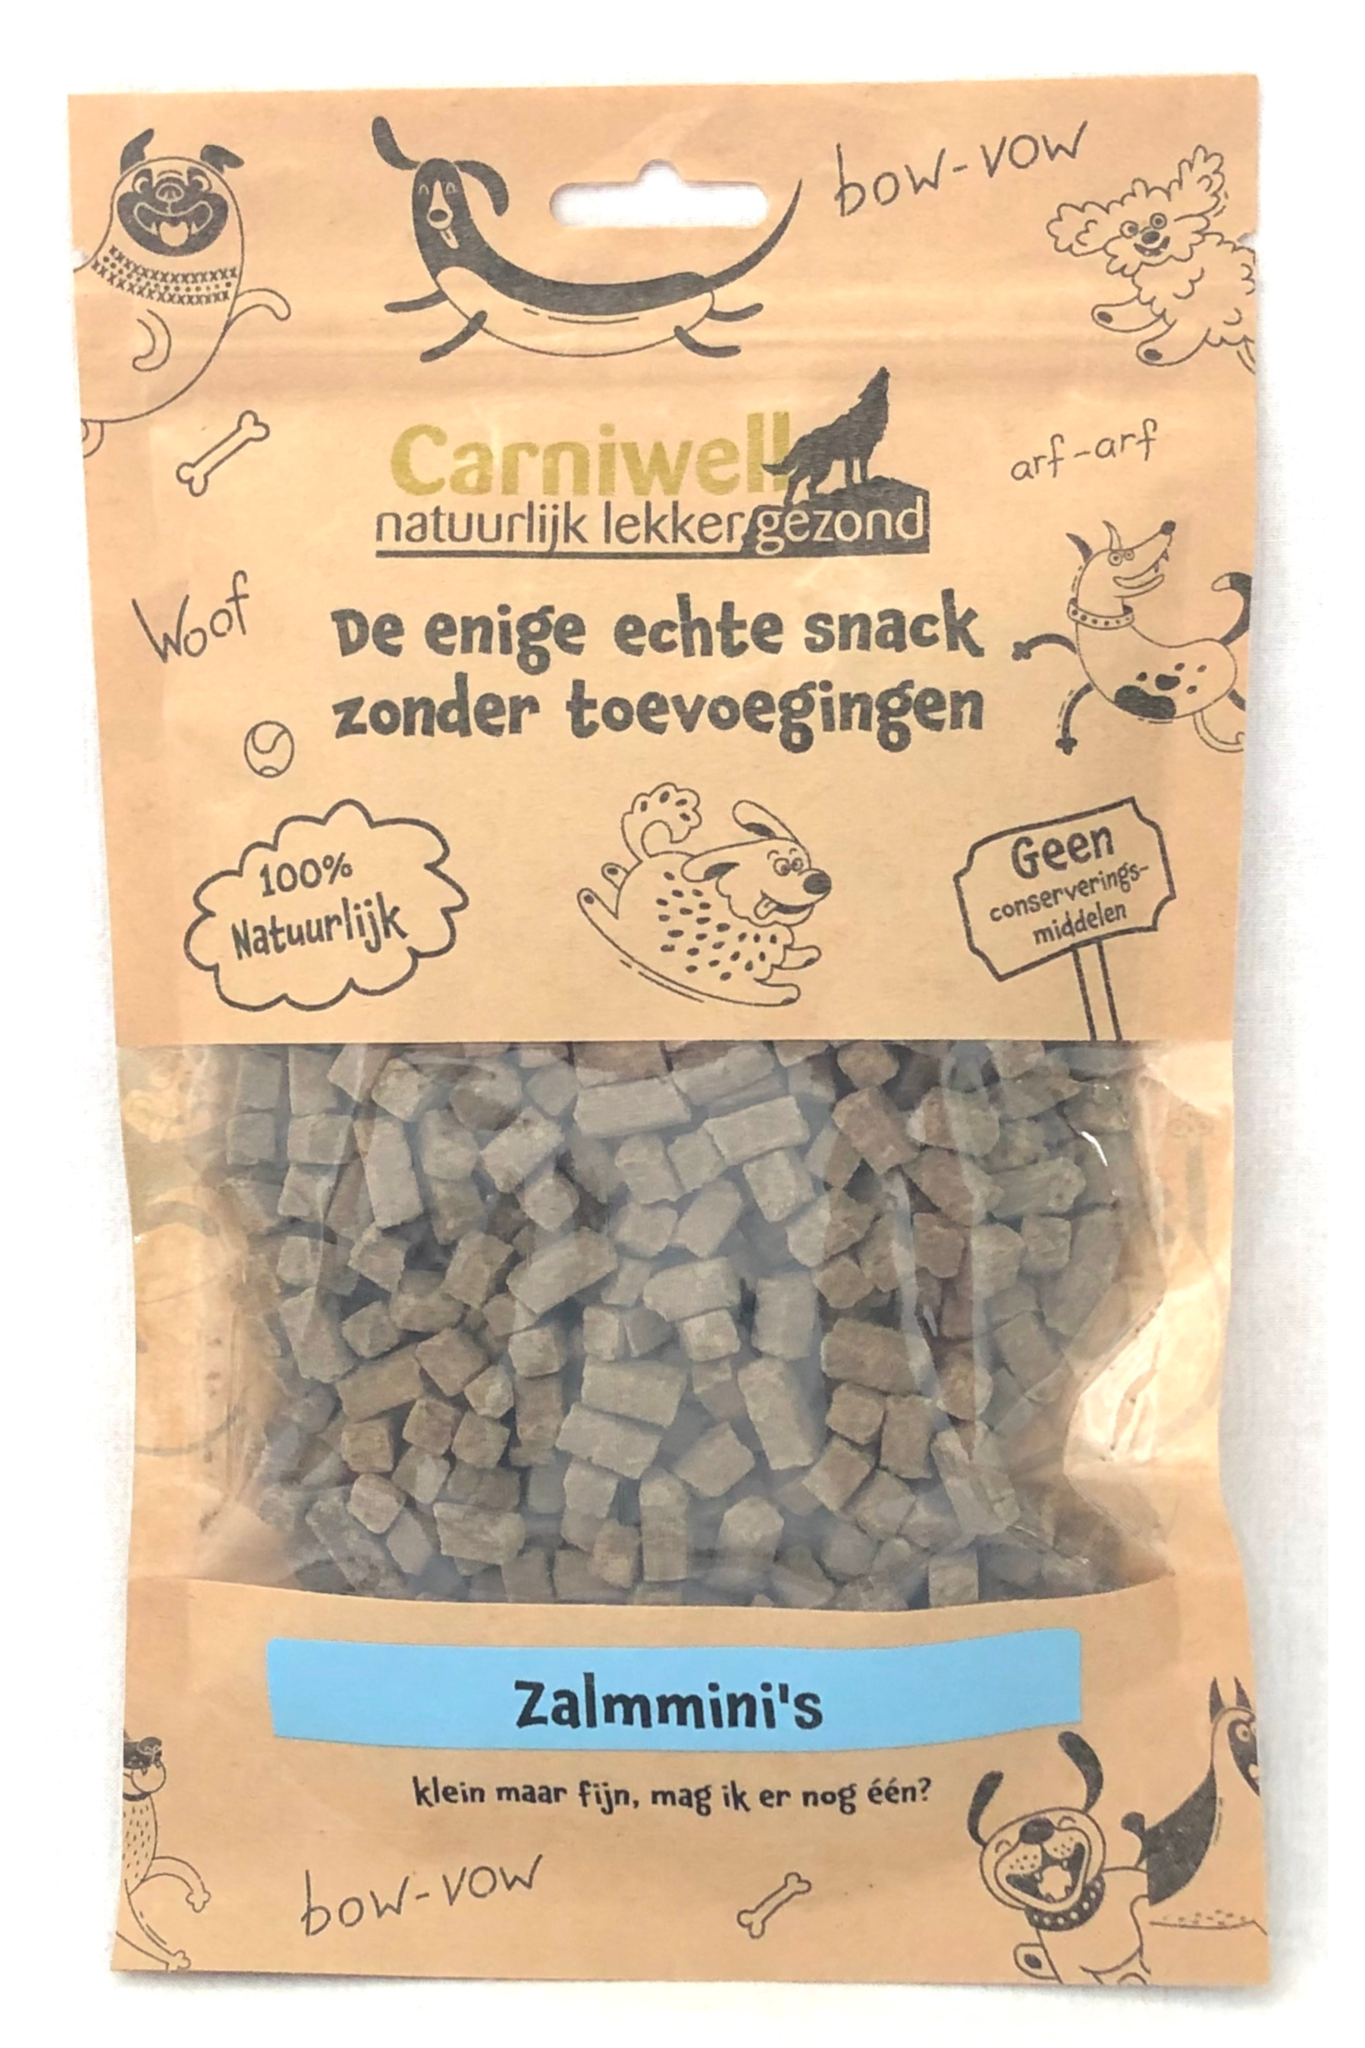 bow-vow
Carniwell
natuurlijk lekker gezond
arf-arf
Woof
De enige echte snack
zonder toevoegingen
100%
Natuurlijk
Geen
conserverings-
middelen
Zalmmini's
klein maar fijn, mag ik er nog één?
bow-vow